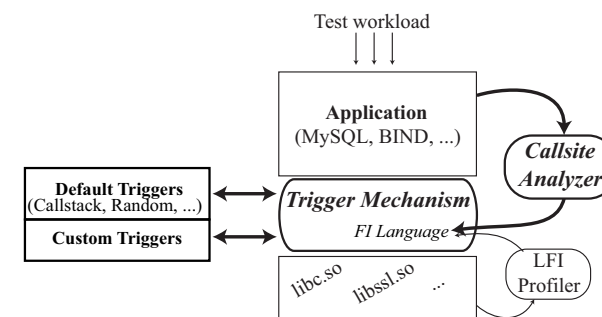 Test workload
Application
(MySQL, BIND, ...)
Callsite
Analyzer
Default Triggers
(Callstack, Random, ...)
Custom Triggers
Trigger Mechanism
FI Language
libc.so libssl.so ...
LFI
Profiler